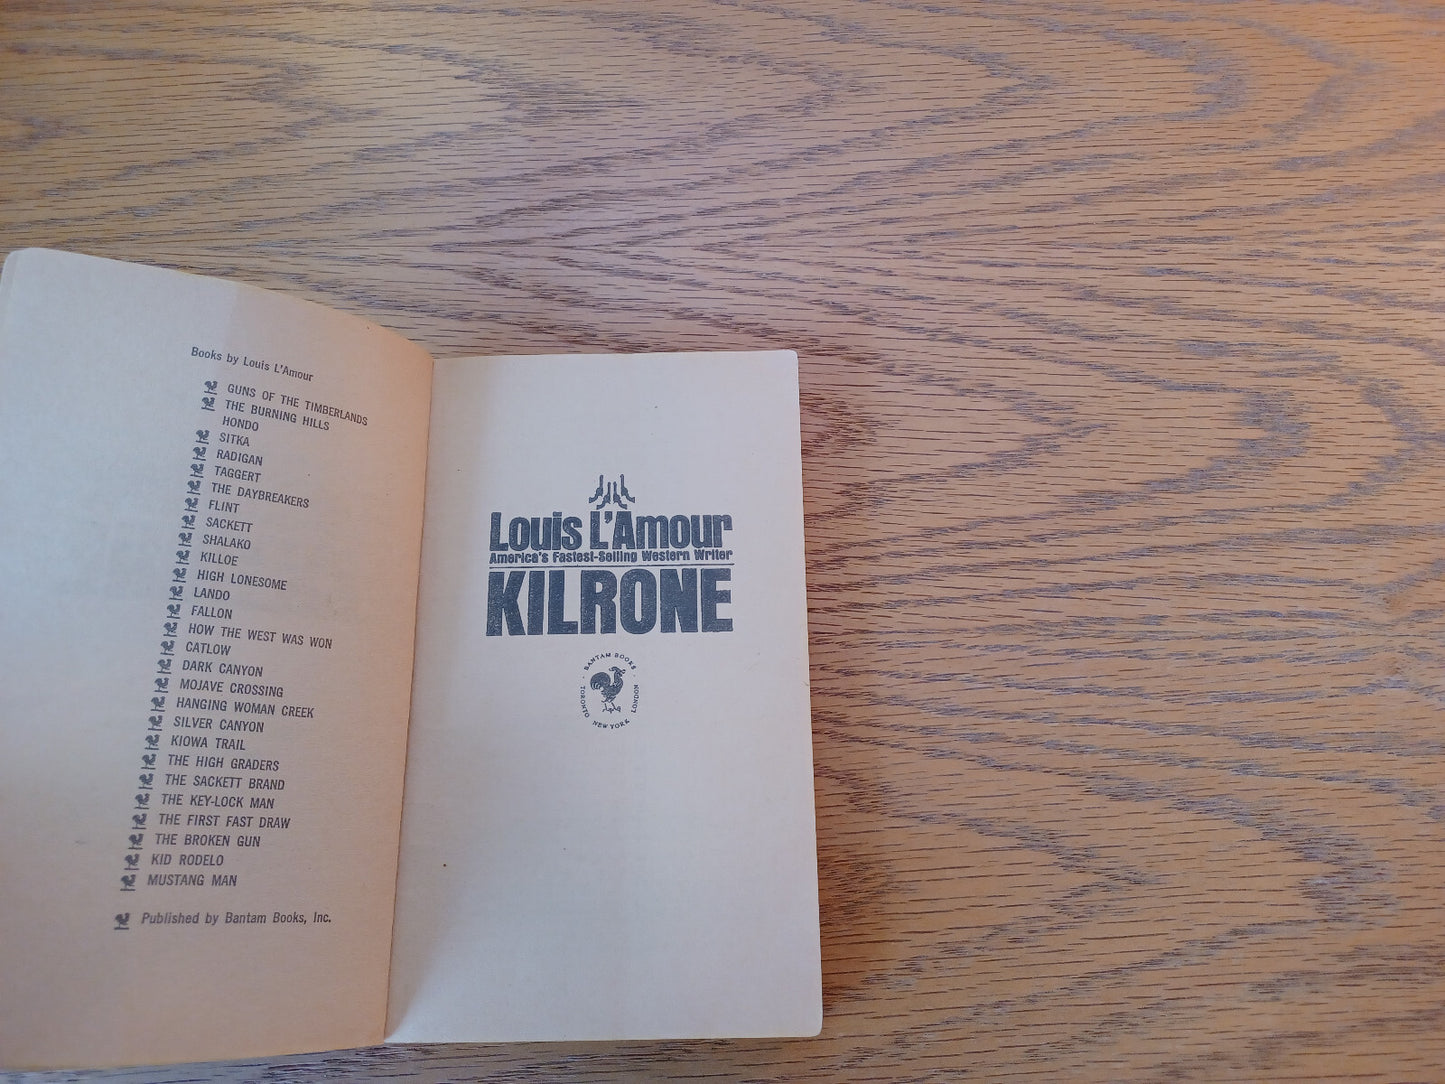 Books by Louis L'Amour
GUNS OF THE TIMBERLANDS
THE BURNING HILLS
HONDO
SITKA
RADIGAN
TAGGERT
THE DAYBREAKERS
FLINT
SACKETT
SHALAKO
KILLOE
HIGH LONESOME
LANDO
FALLON
HOW THE WEST WAS WON
CATLOW
DARK CANYON
MOJAVE CROSSING
HANGING WOMAN CREEK
SILVER CANYON
KIOWA TRAIL
THE HIGH GRADERS
THE SACKETT BRAND
THE KEY-LOCK MAN
THE FIRST FAST DRAW
THE BROKEN GUN
KID RODELO
MUSTANG MAN
Published by Bantam Books, Inc.
Louis L'Amour
America's Fastest-Selling Western Writer
KILRONE
BANTAM BOOKS · TORONTO · NEW YORK · LONDON ·